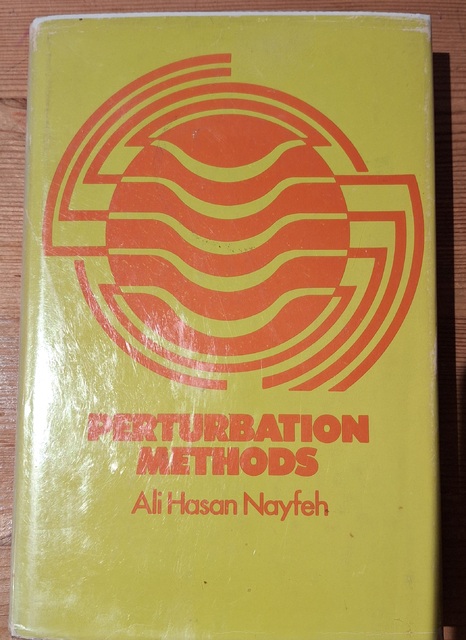 PERTURBATION
METHODS
Ali Hasan Nayfeh